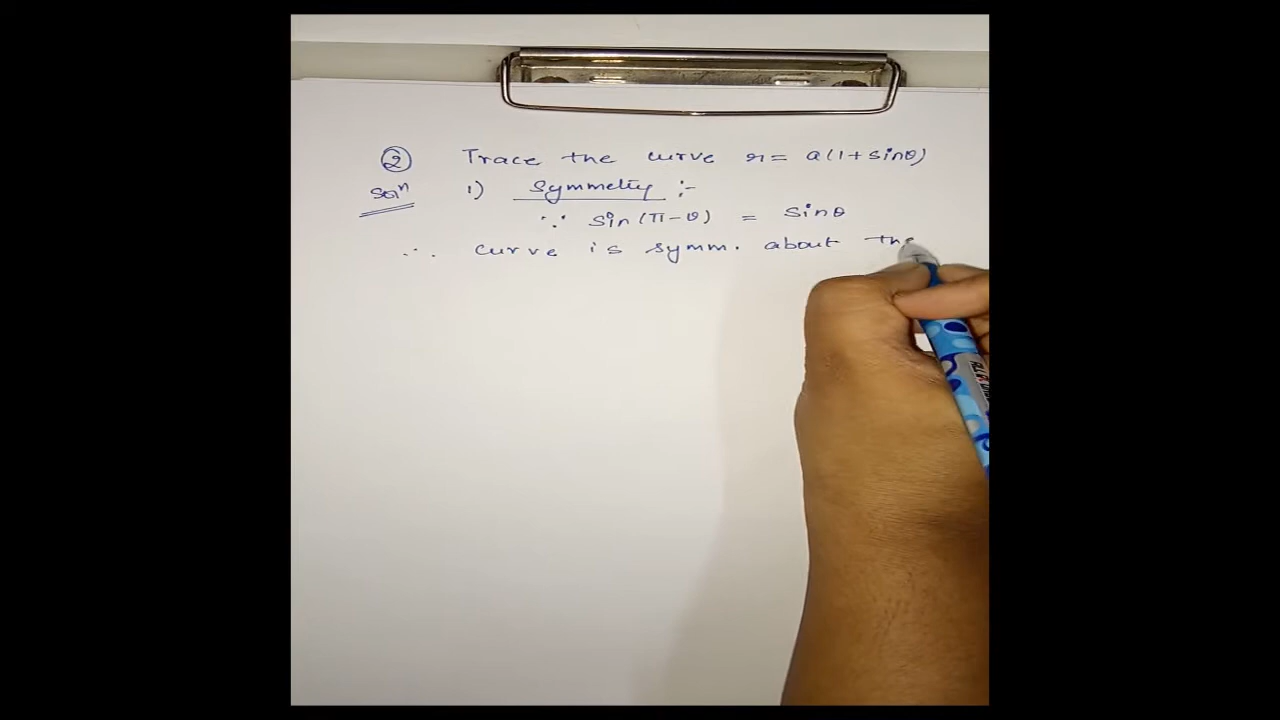 ② Trace the curve r = a(1+sinθ)
Solⁿ 1) Symmetry :-
∵ sin(π-θ) = sinθ
∴ curve is symm. about the